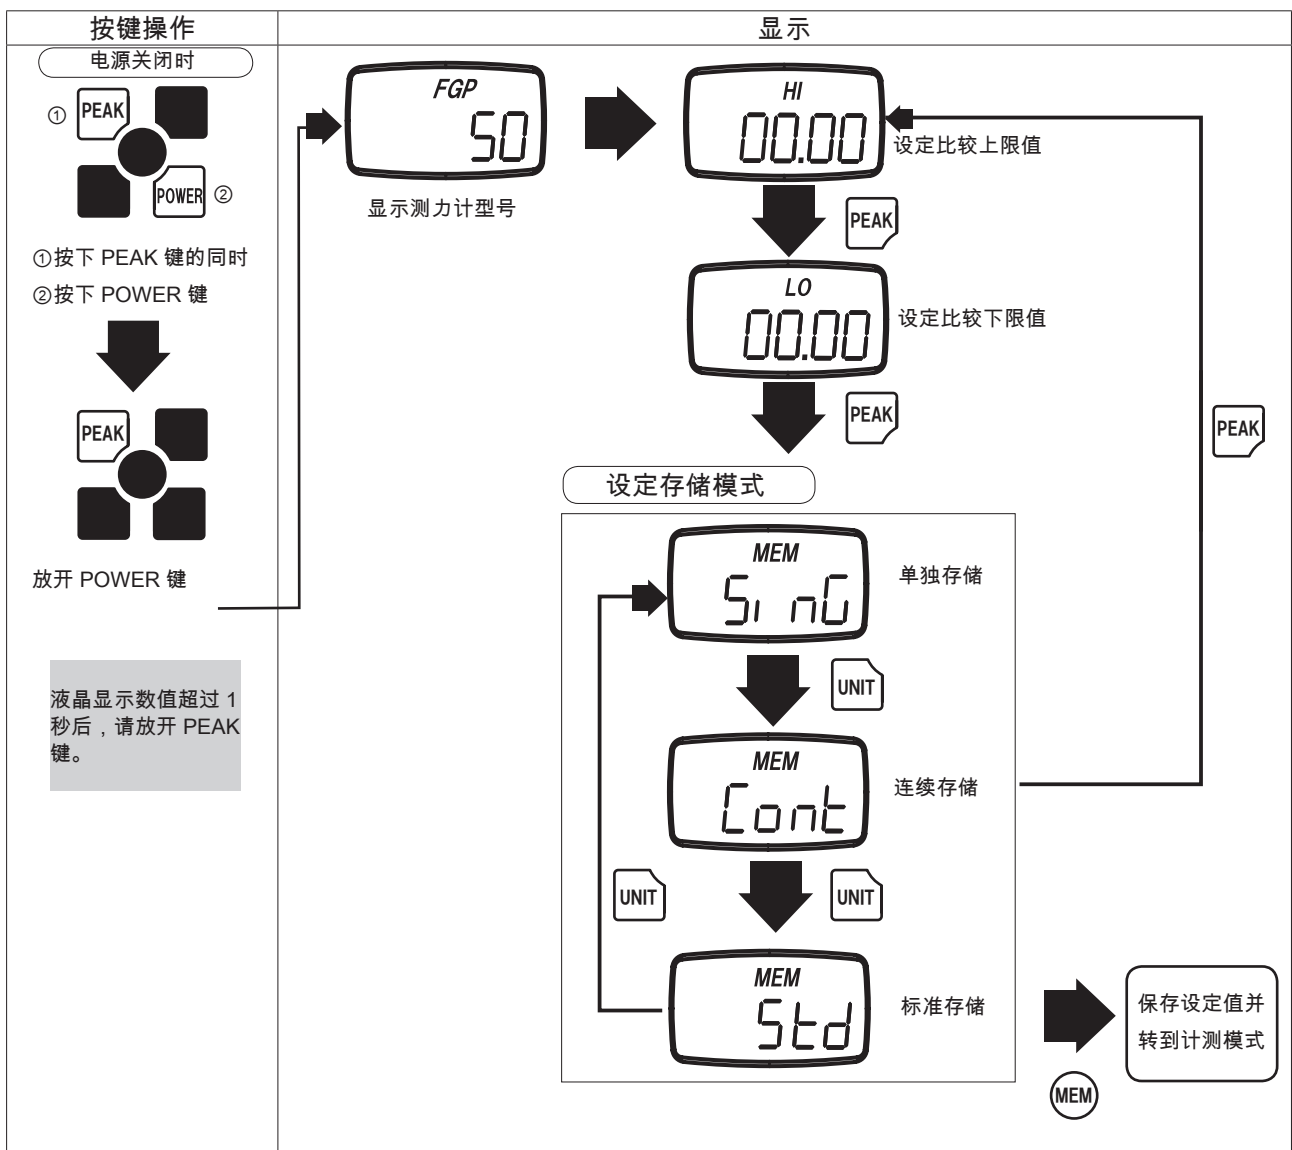 按键操作
显示
电源关闭时
① PEAK
POWER ②
①按下 PEAK 键的同时
②按下 POWER 键
PEAK
放开 POWER 键
液晶显示数值超过 1
秒后，请放开 PEAK
键。
FGP
50
显示测力计型号
HI
00.00
设定比较上限值
PEAK
LO
00.00
设定比较下限值
PEAK
PEAK
设定存储模式
MEM
SinG
单独存储
UNIT
MEM
Cont
连续存储
UNIT
UNIT
MEM
Std
标准存储
保存设定值并
转到计测模式
MEM